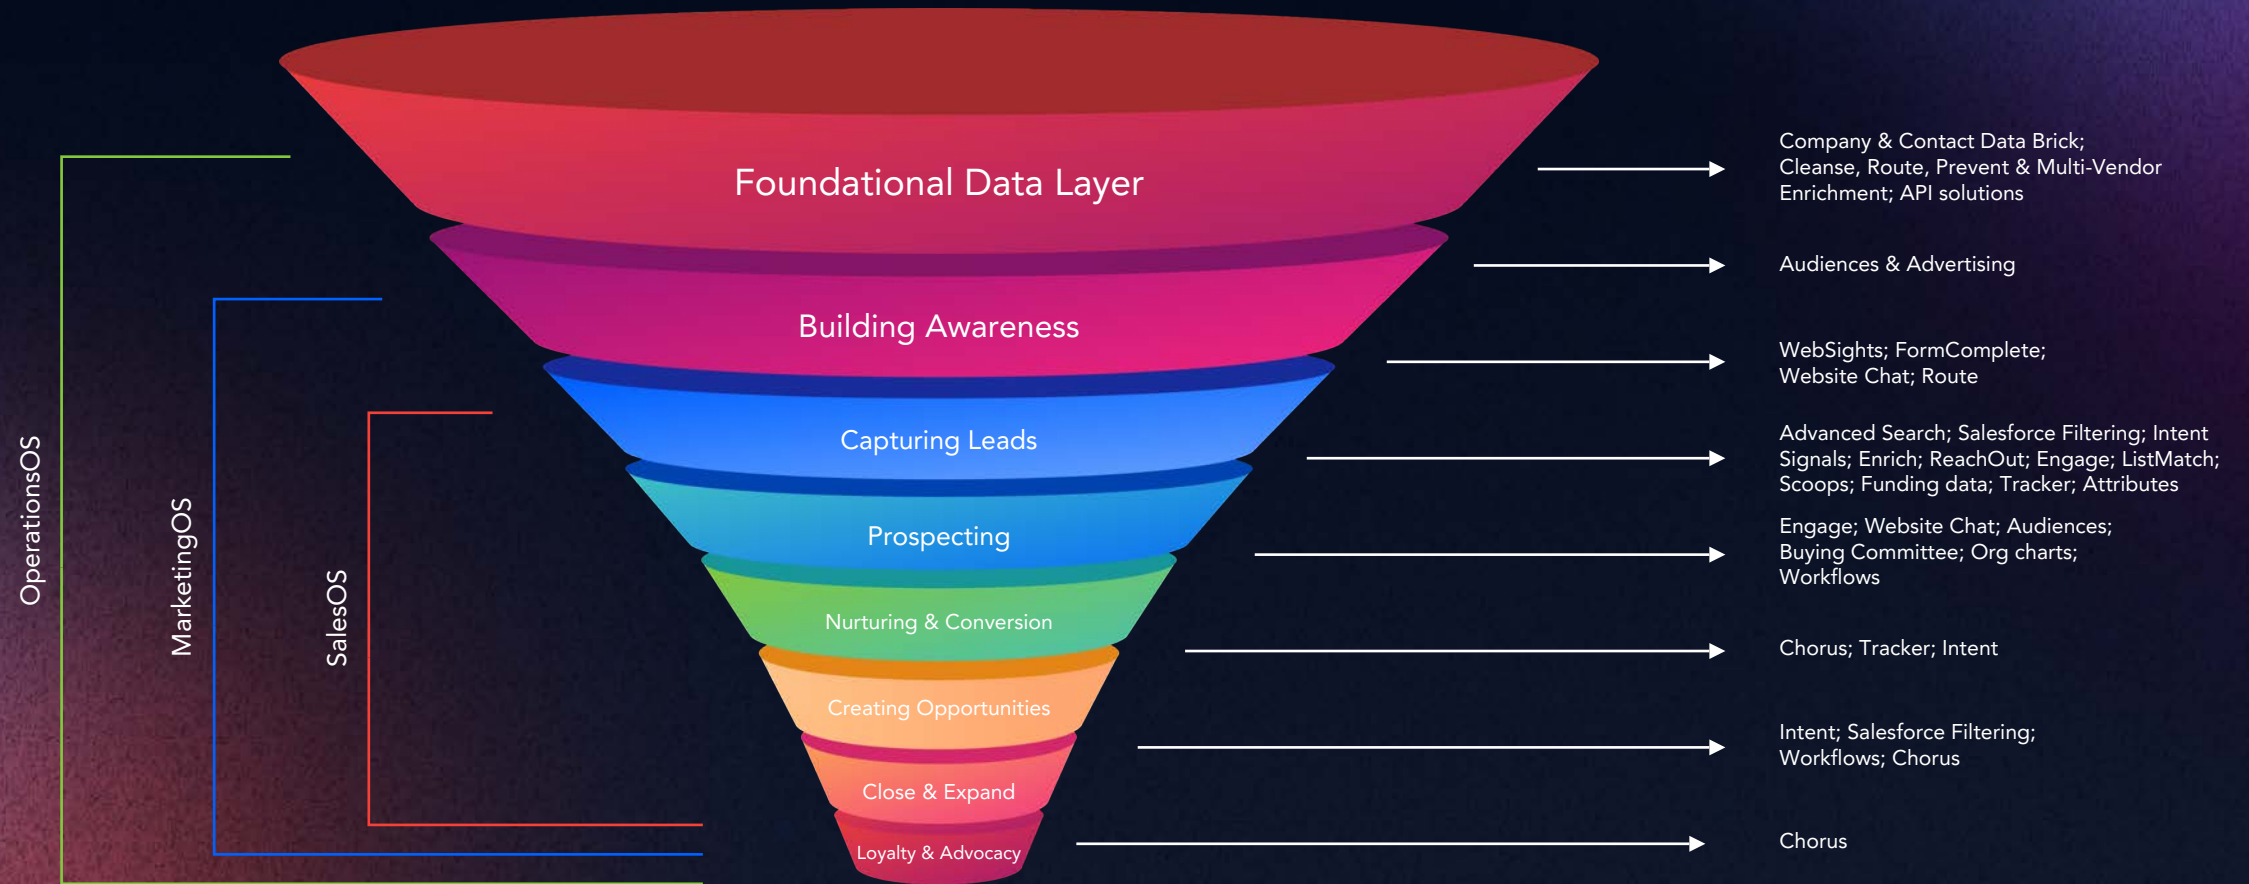 Foundational Data Layer
Building Awareness
Capturing Leads
Prospecting
Nurturing & Conversion
Creating Opportunities
Close & Expand
Loyalty & Advocacy
OperationsOS
MarketingOS
SalesOS
Company & Contact Data Brick;
Cleanse, Route, Prevent & Multi-Vendor
Enrichment; API solutions
Audiences & Advertising
WebSights; FormComplete;
Website Chat; Route
Advanced Search; Salesforce Filtering; Intent
Signals; Enrich; ReachOut; Engage; ListMatch;
Scoops; Funding data; Tracker; Attributes
Engage; Website Chat; Audiences;
Buying Committee; Org charts;
Workflows
Chorus; Tracker; Intent
Intent; Salesforce Filtering;
Workflows; Chorus
Chorus